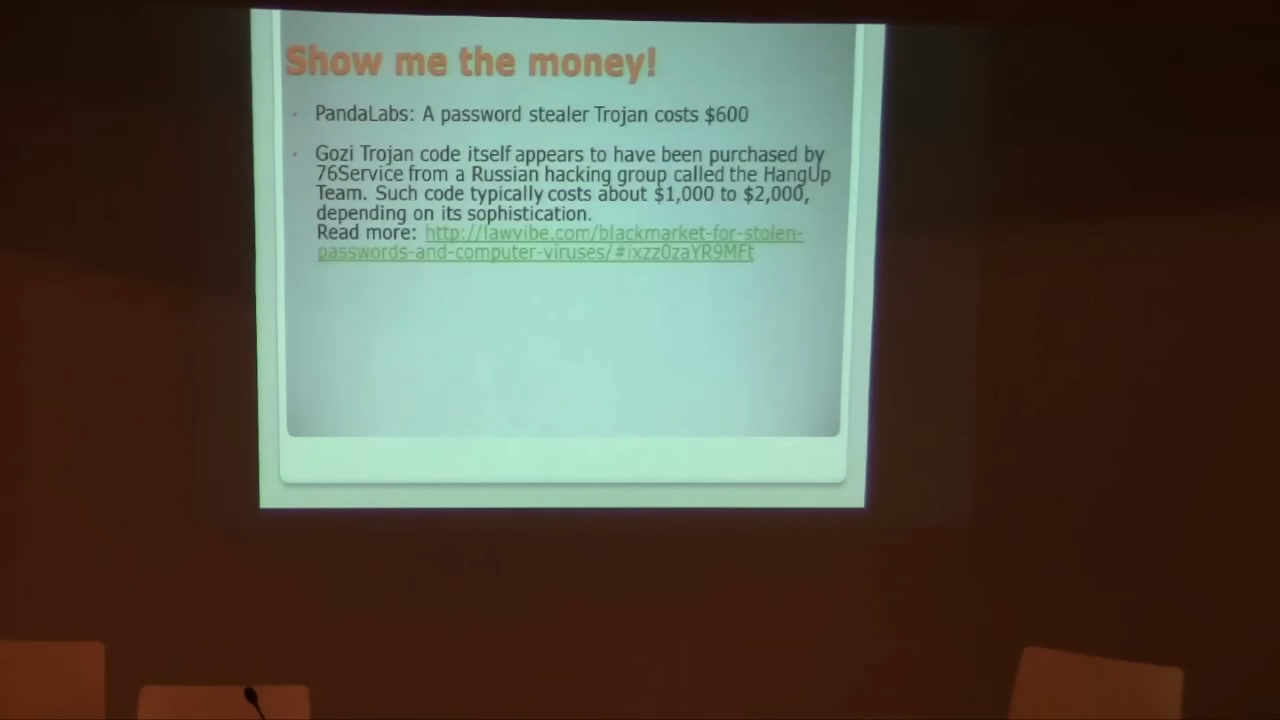 Show me the money!
· PandaLabs: A password stealer Trojan costs $600
· Gozi Trojan code itself appears to have been purchased by
76Service from a Russian hacking group called the HangUp
Team. Such code typically costs about $1,000 to $2,000,
depending on its sophistication.
Read more: http://lawvibe.com/blackmarket-for-stolen-
passwords-and-computer-viruses/#ixzz0zaYR9MFt